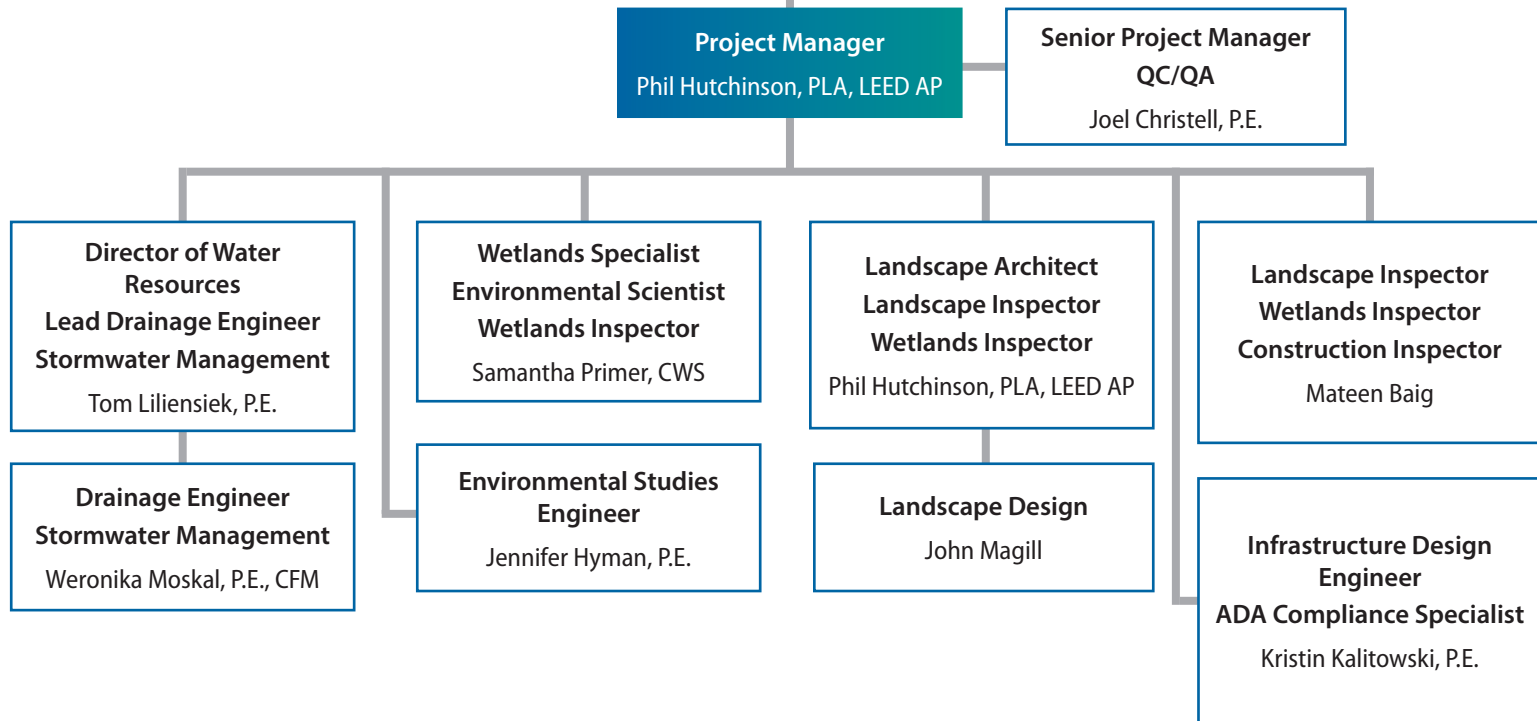 Project Manager
Phil Hutchinson, PLA, LEED AP
Senior Project Manager
QC/QA
Joel Christell, P.E.
Director of Water
Resources
Lead Drainage Engineer
Stormwater Management
Tom Liliensiek, P.E.
Wetlands Specialist
Environmental Scientist
Wetlands Inspector
Samantha Primer, CWS
Landscape Architect
Landscape Inspector
Wetlands Inspector
Phil Hutchinson, PLA, LEED AP
Landscape Inspector
Wetlands Inspector
Construction Inspector
Mateen Baig
Drainage Engineer
Stormwater Management
Weronika Moskal, P.E., CFM
Environmental Studies
Engineer
Jennifer Hyman, P.E.
Landscape Design
John Magill
Infrastructure Design
Engineer
ADA Compliance Specialist
Kristin Kalitowski, P.E.